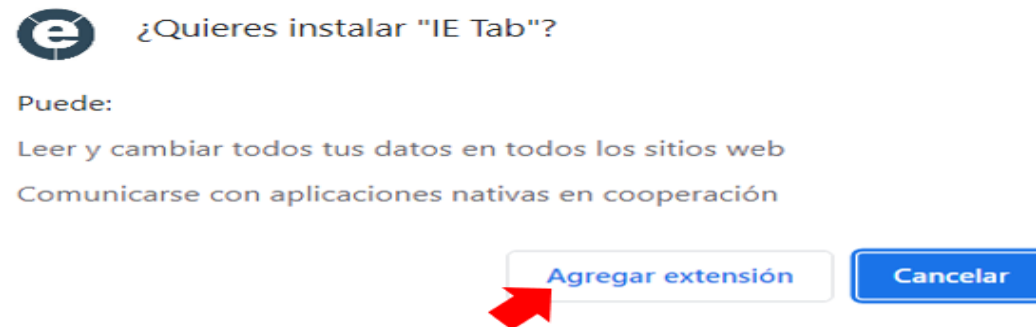 ¿Quieres instalar "IE Tab"?
Puede:
Leer y cambiar todos tus datos en todos los sitios web
Comunicarse con aplicaciones nativas en cooperación
Agregar extensión
Cancelar